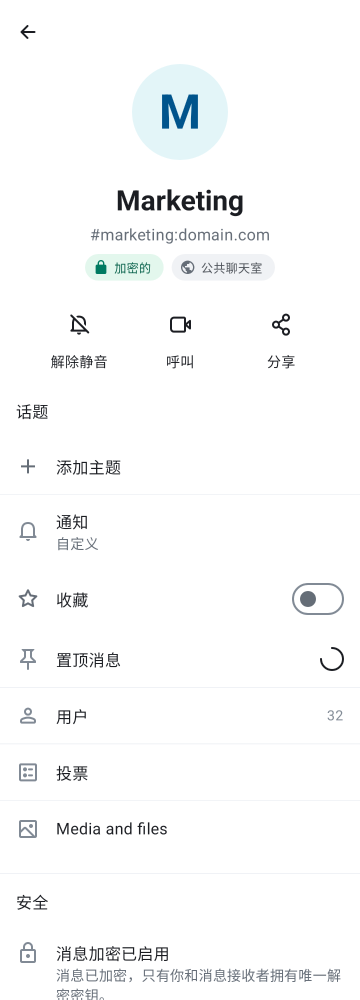 M
Marketing
#marketing:domain.com
加密的
公共聊天室
解除静音
呼叫
分享
话题
添加主题
通知
自定义
收藏
置顶消息
用户
32
投票
Media and files
安全
消息加密已启用
消息已加密，只有你和消息接收者拥有唯一解
密密钥。